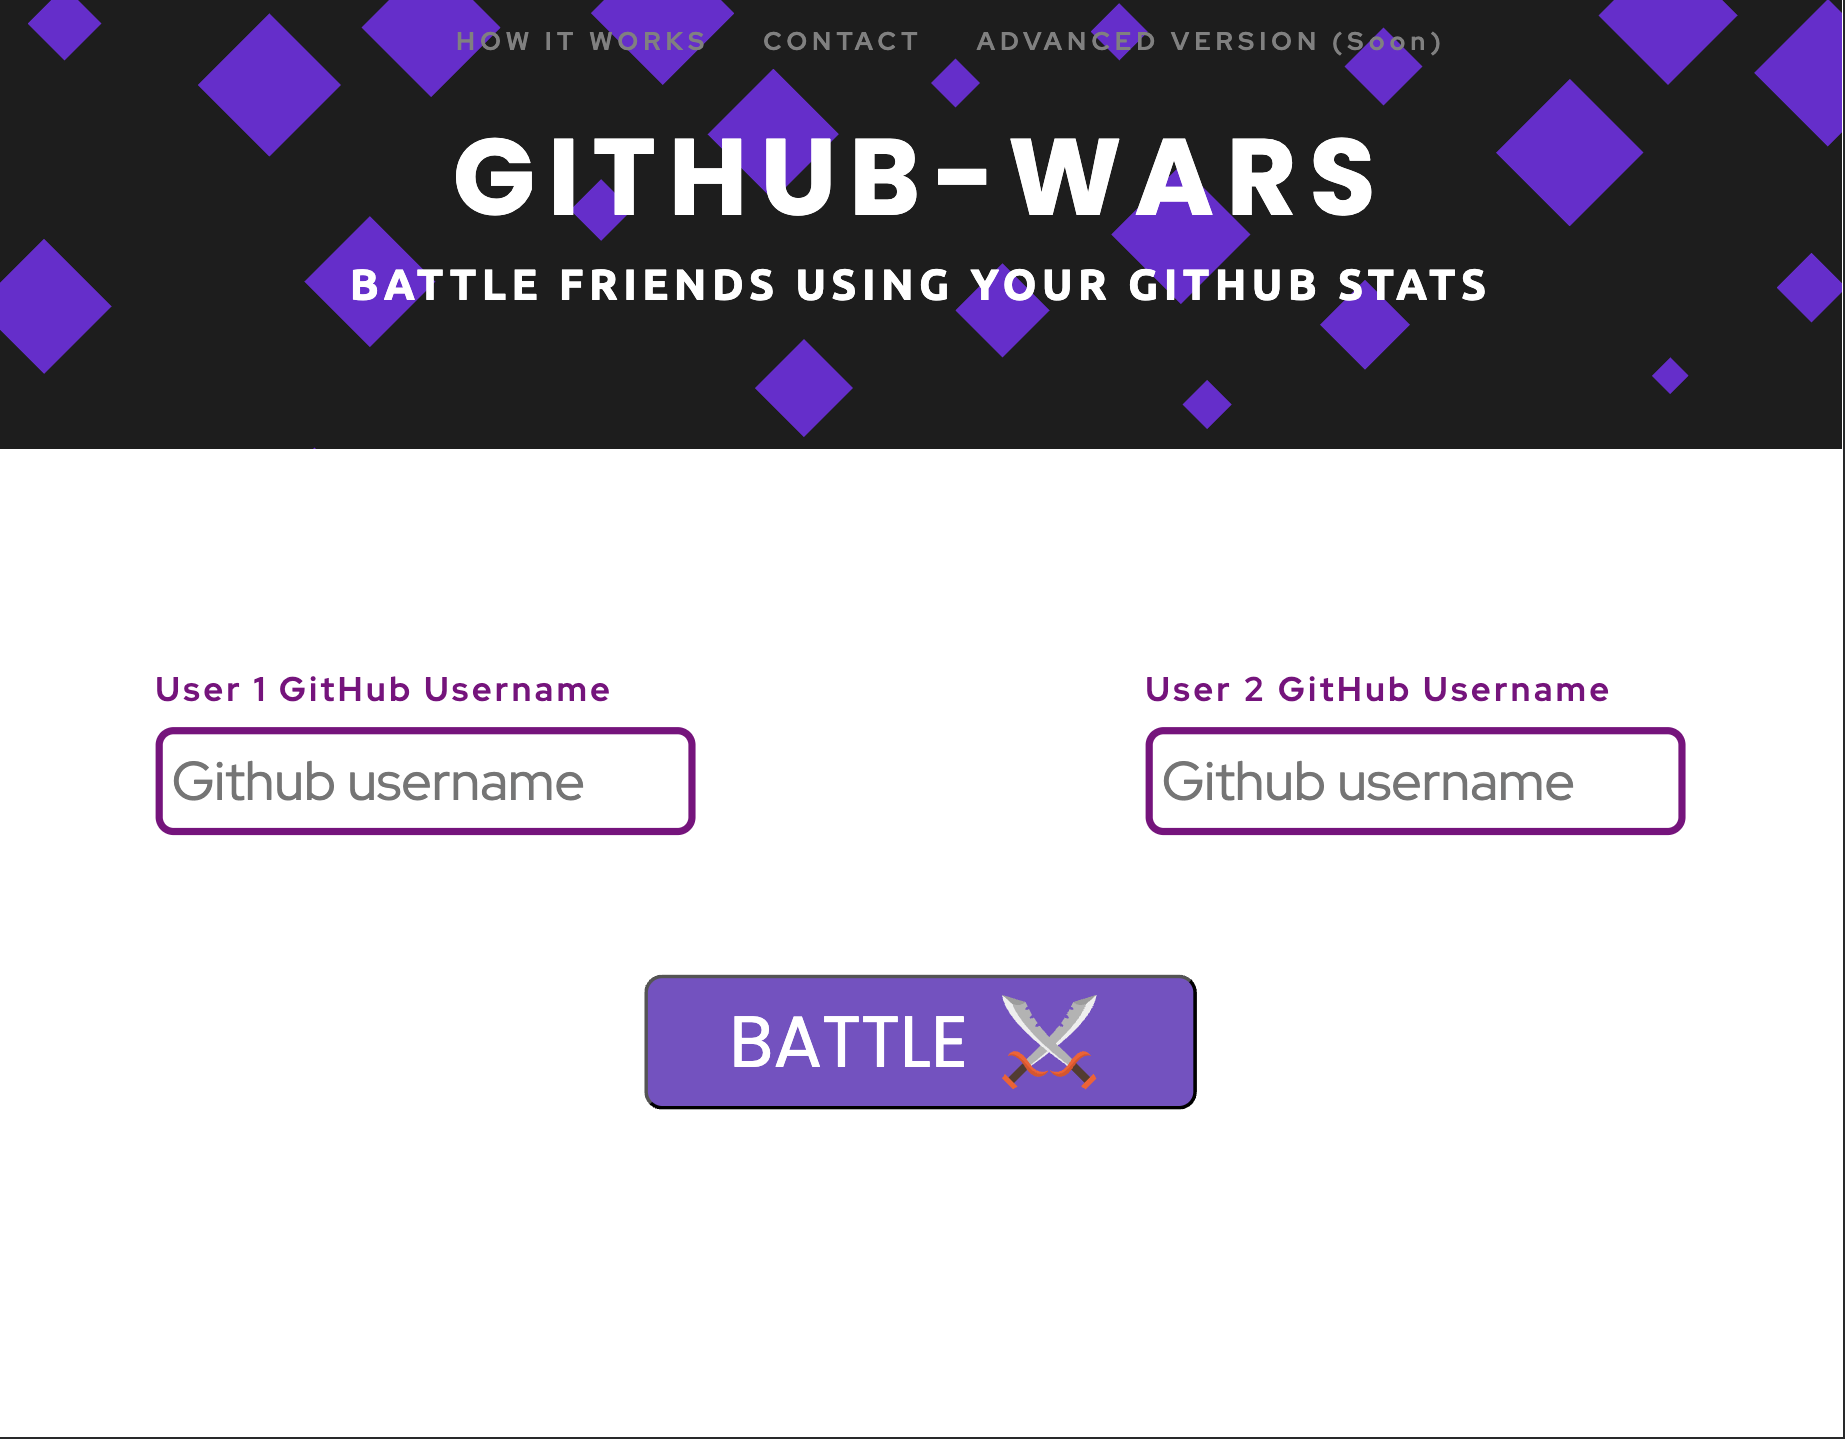 HOW IT WORKS CONTACT ADVANCED VERSION (Soon)
GITHUB-WARS
BATTLE FRIENDS USING YOUR GITHUB STATS
User 1 GitHub Username User 2 GitHub Username
Github username Github username
BATTLE